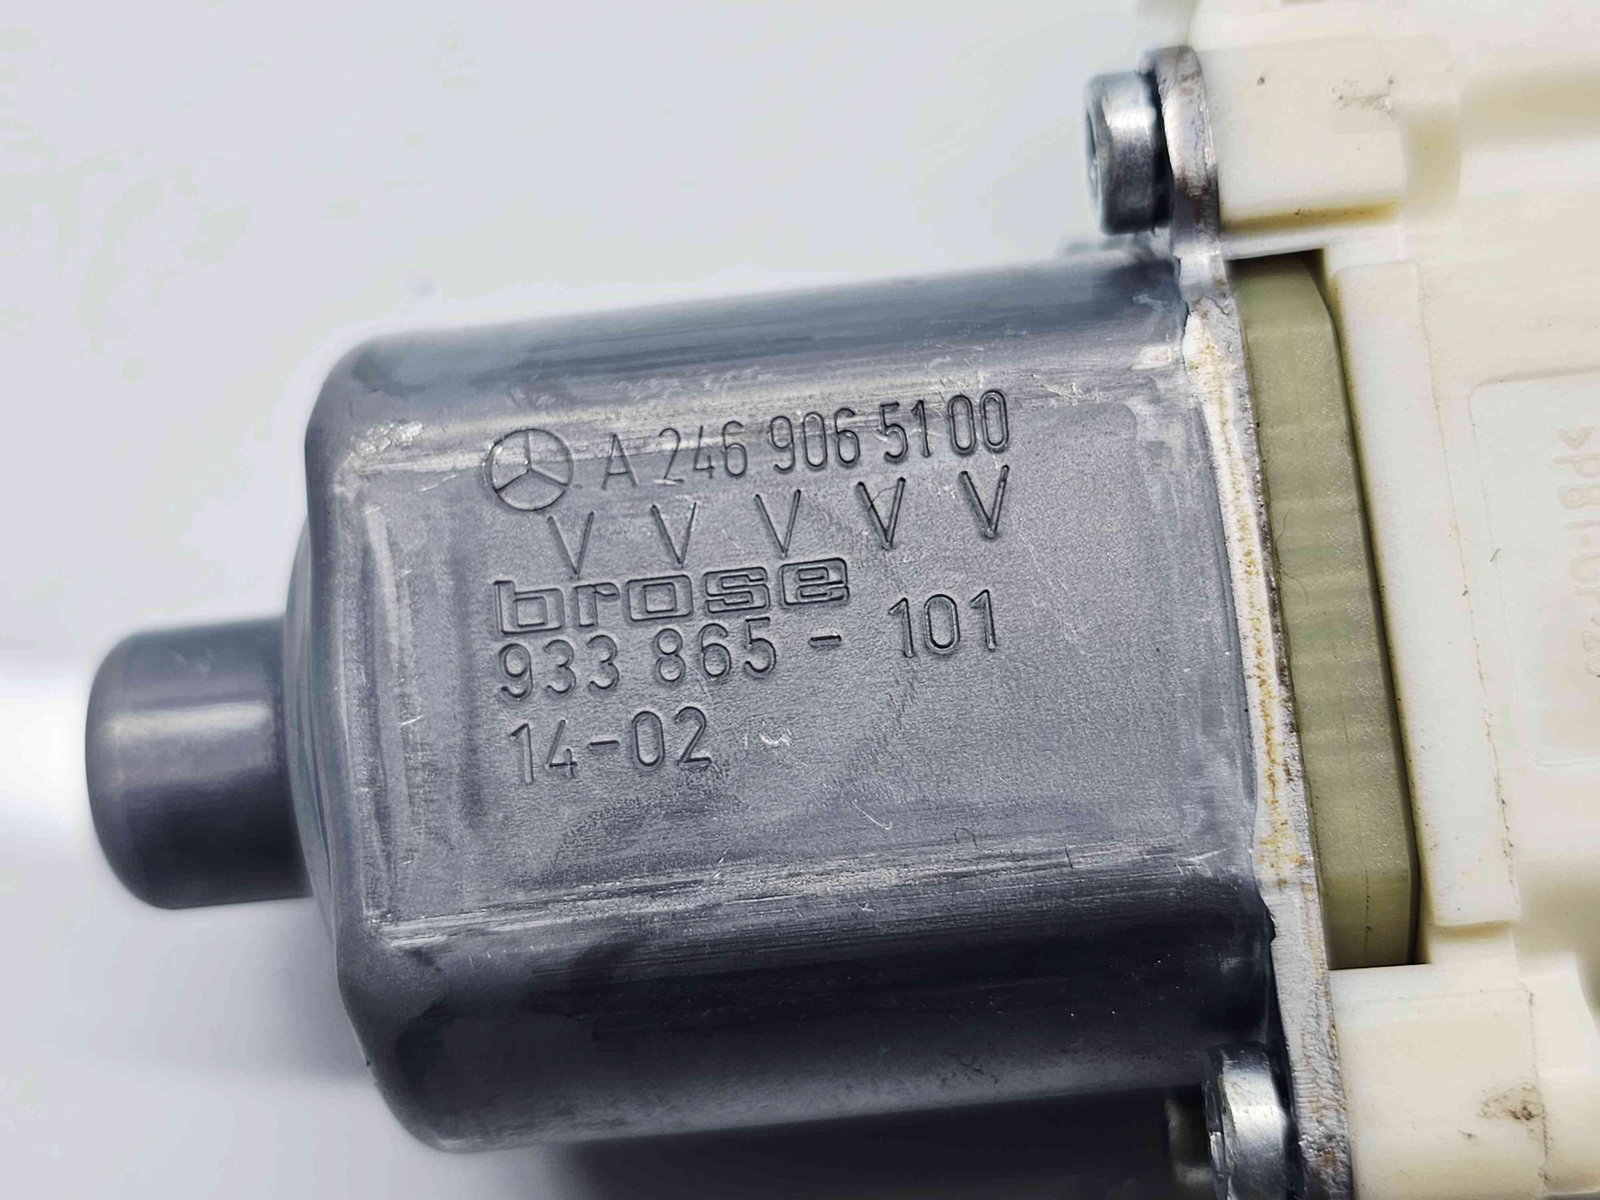 A 246 906 51 00
V V V V V
brose
933 865 - 101
14-02